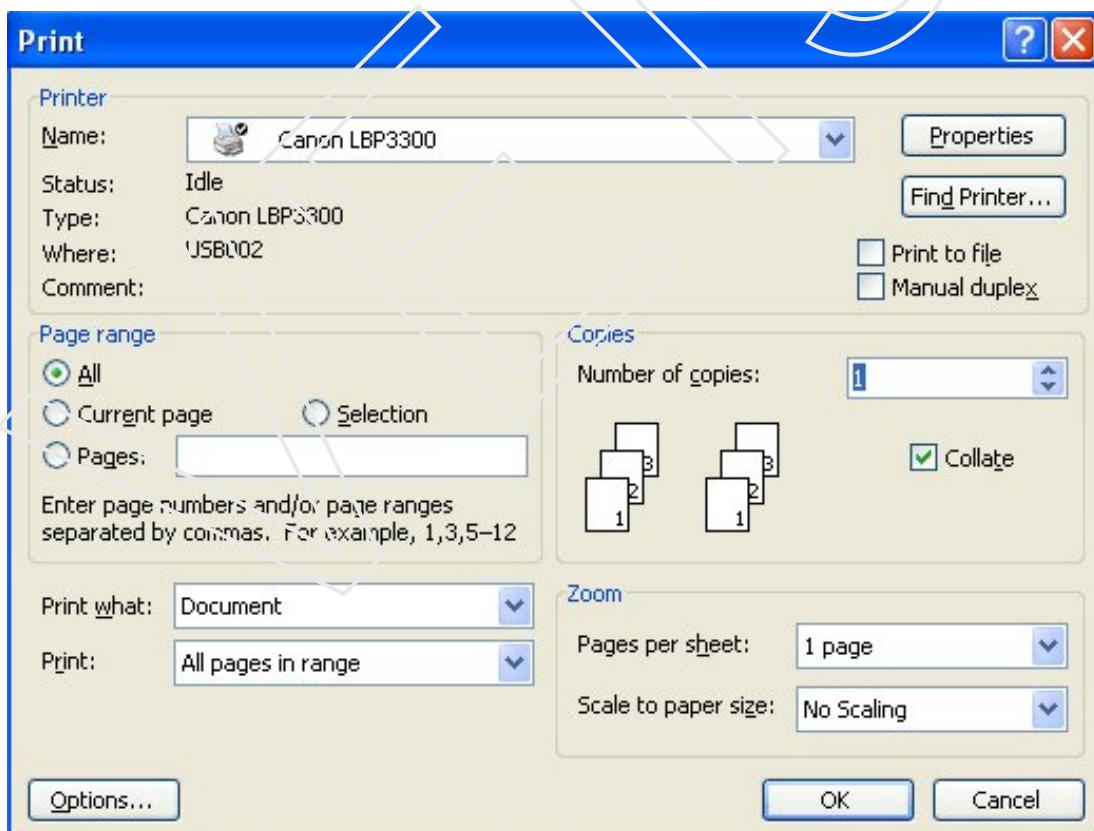 Print
Printer
Name: Canon LBP3300 Properties
Status: Idle
Find Printer...
Type: Canon LBP3300
Where: USB002
Print to file
Comment:
Manual duplex
Page range
All
Current page Selection
Pages:
Enter page numbers and/or page ranges
separated by commas. For example, 1,3,5–12
Copies
Number of copies: 1
3 3
2 2
1 1
Collate
Print what: Document
Print: All pages in range
Zoom
Pages per sheet: 1 page
Scale to paper size: No Scaling
Options... OK Cancel